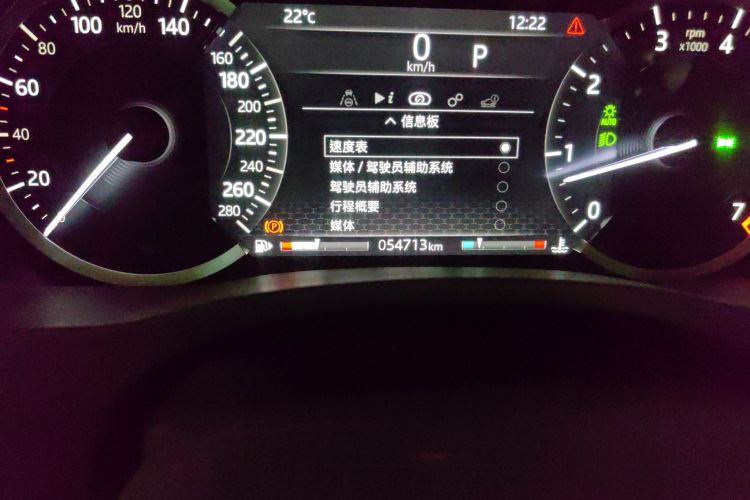 22°C
12:22
0
km/h
P
i
信息板
速度表
媒体 / 驾驶员辅助系统
驾驶员辅助系统
行程概要
媒体
054713km
20
40
60
80
100
120
km/h
140
160
180
200
220
240
260
280
P
0
1
2
3
4
7
rpm
x1000
AUTO